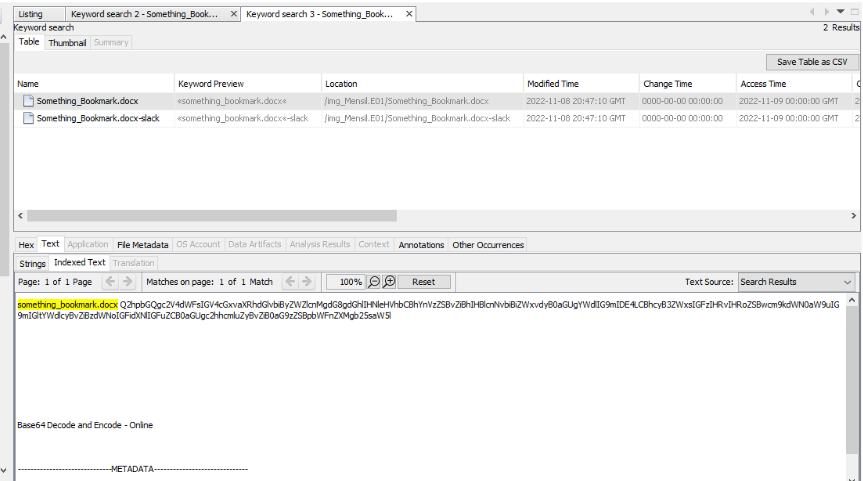 Listing Keyword search 2 - Something_Book... × Keyword search 3 - Something_Book... ×
Keyword search 2 Results
Table Thumbnail Summary
Save Table as CSV
Name Keyword Preview Location Modified Time Change Time Access Time C
Something_Bookmark.docx «something_bookmark.docx« /img_Mensil.E01/Something_Bookmark.docx 2022-11-08 20:47:10 GMT 0000-00-00 00:00:00 2022-11-09 00:00:00 GMT 2
Something_Bookmark.docx-slack «something_bookmark.docx«-slack /img_Mensil.E01/Something_Bookmark.docx-slack 2022-11-08 20:47:10 GMT 0000-00-00 00:00:00 2022-11-09 00:00:00 GMT 2
Hex Text Application File Metadata OS Account Data Artifacts Analysis Results Context Annotations Other Occurrences
Strings Indexed Text Translation
Page: 1 of 1 Page Matches on page: 1 of 1 Match 100% Reset Text Source: Search Results
something_bookmark.docx Q2hpbGQgc2V4dWFsIGV4cGxvaXRhdGlvbiByZWZlcnMgdG8gdGhlIHNleHVhbCBhYnVzZSBvZiBhIHBlcnNvbiBiZWxvdyB0aGUgYWdlIG9mIDE4LCBhcyB3ZWxsIGFzIHRvIHRoZSBwcm9kdWN0aW9uIG
9mIGltYWdlcyBvZiBzdWNoIGFidXNlIGFuZCB0aGUgc2hhcmluZyBvZiB0aG9zZSBpbWFnZXMgb25saW5l
Base64 Decode and Encode - Online
------------------------------METADATA------------------------------